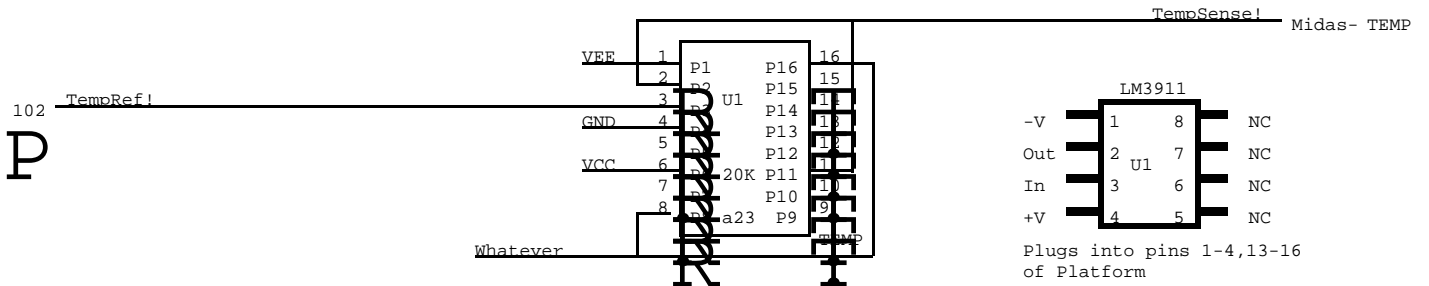 TempSense!
Midas- TEMP
VEE 1 P1 P16 16
2 P2 P15 15
102 TempRef! 3 U1 P14 14
GND 4 P13 13
5 P12 12
VCC 6 20K P11 11
7 P10 10
8 a23 P9 9
P
Whatever TEMP
LM3911
-V 1 8 NC
Out 2 U1 7 NC
In 3 6 NC
+V 4 5 NC
Plugs into pins 1-4,13-16
of Platform